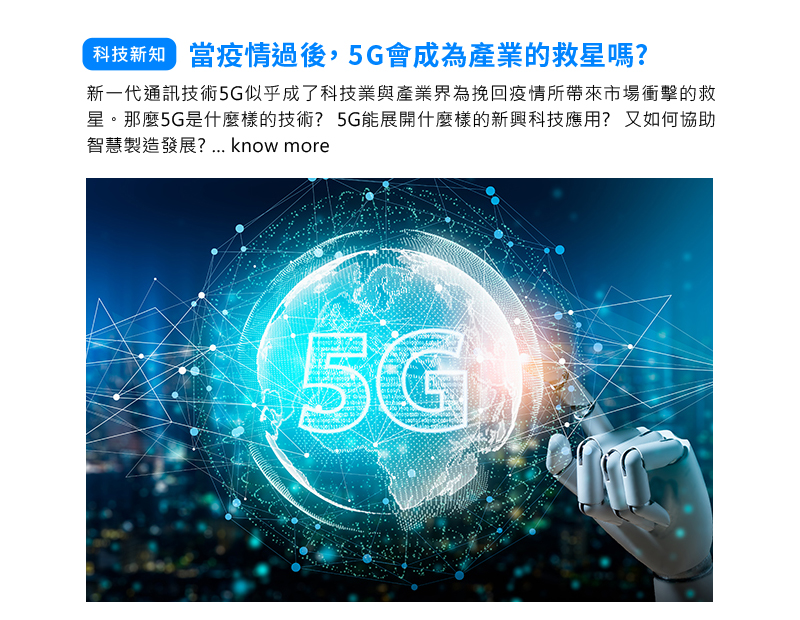 科技新知 當疫情過後，5G會成為產業的救星嗎?
新一代通訊技術5G似乎成了科技業與產業界為挽回疫情所帶來市場衝擊的救
星。那麼5G是什麼樣的技術? 5G能展開什麼樣的新興科技應用? 又如何協助
智慧製造發展? ... know more
5G